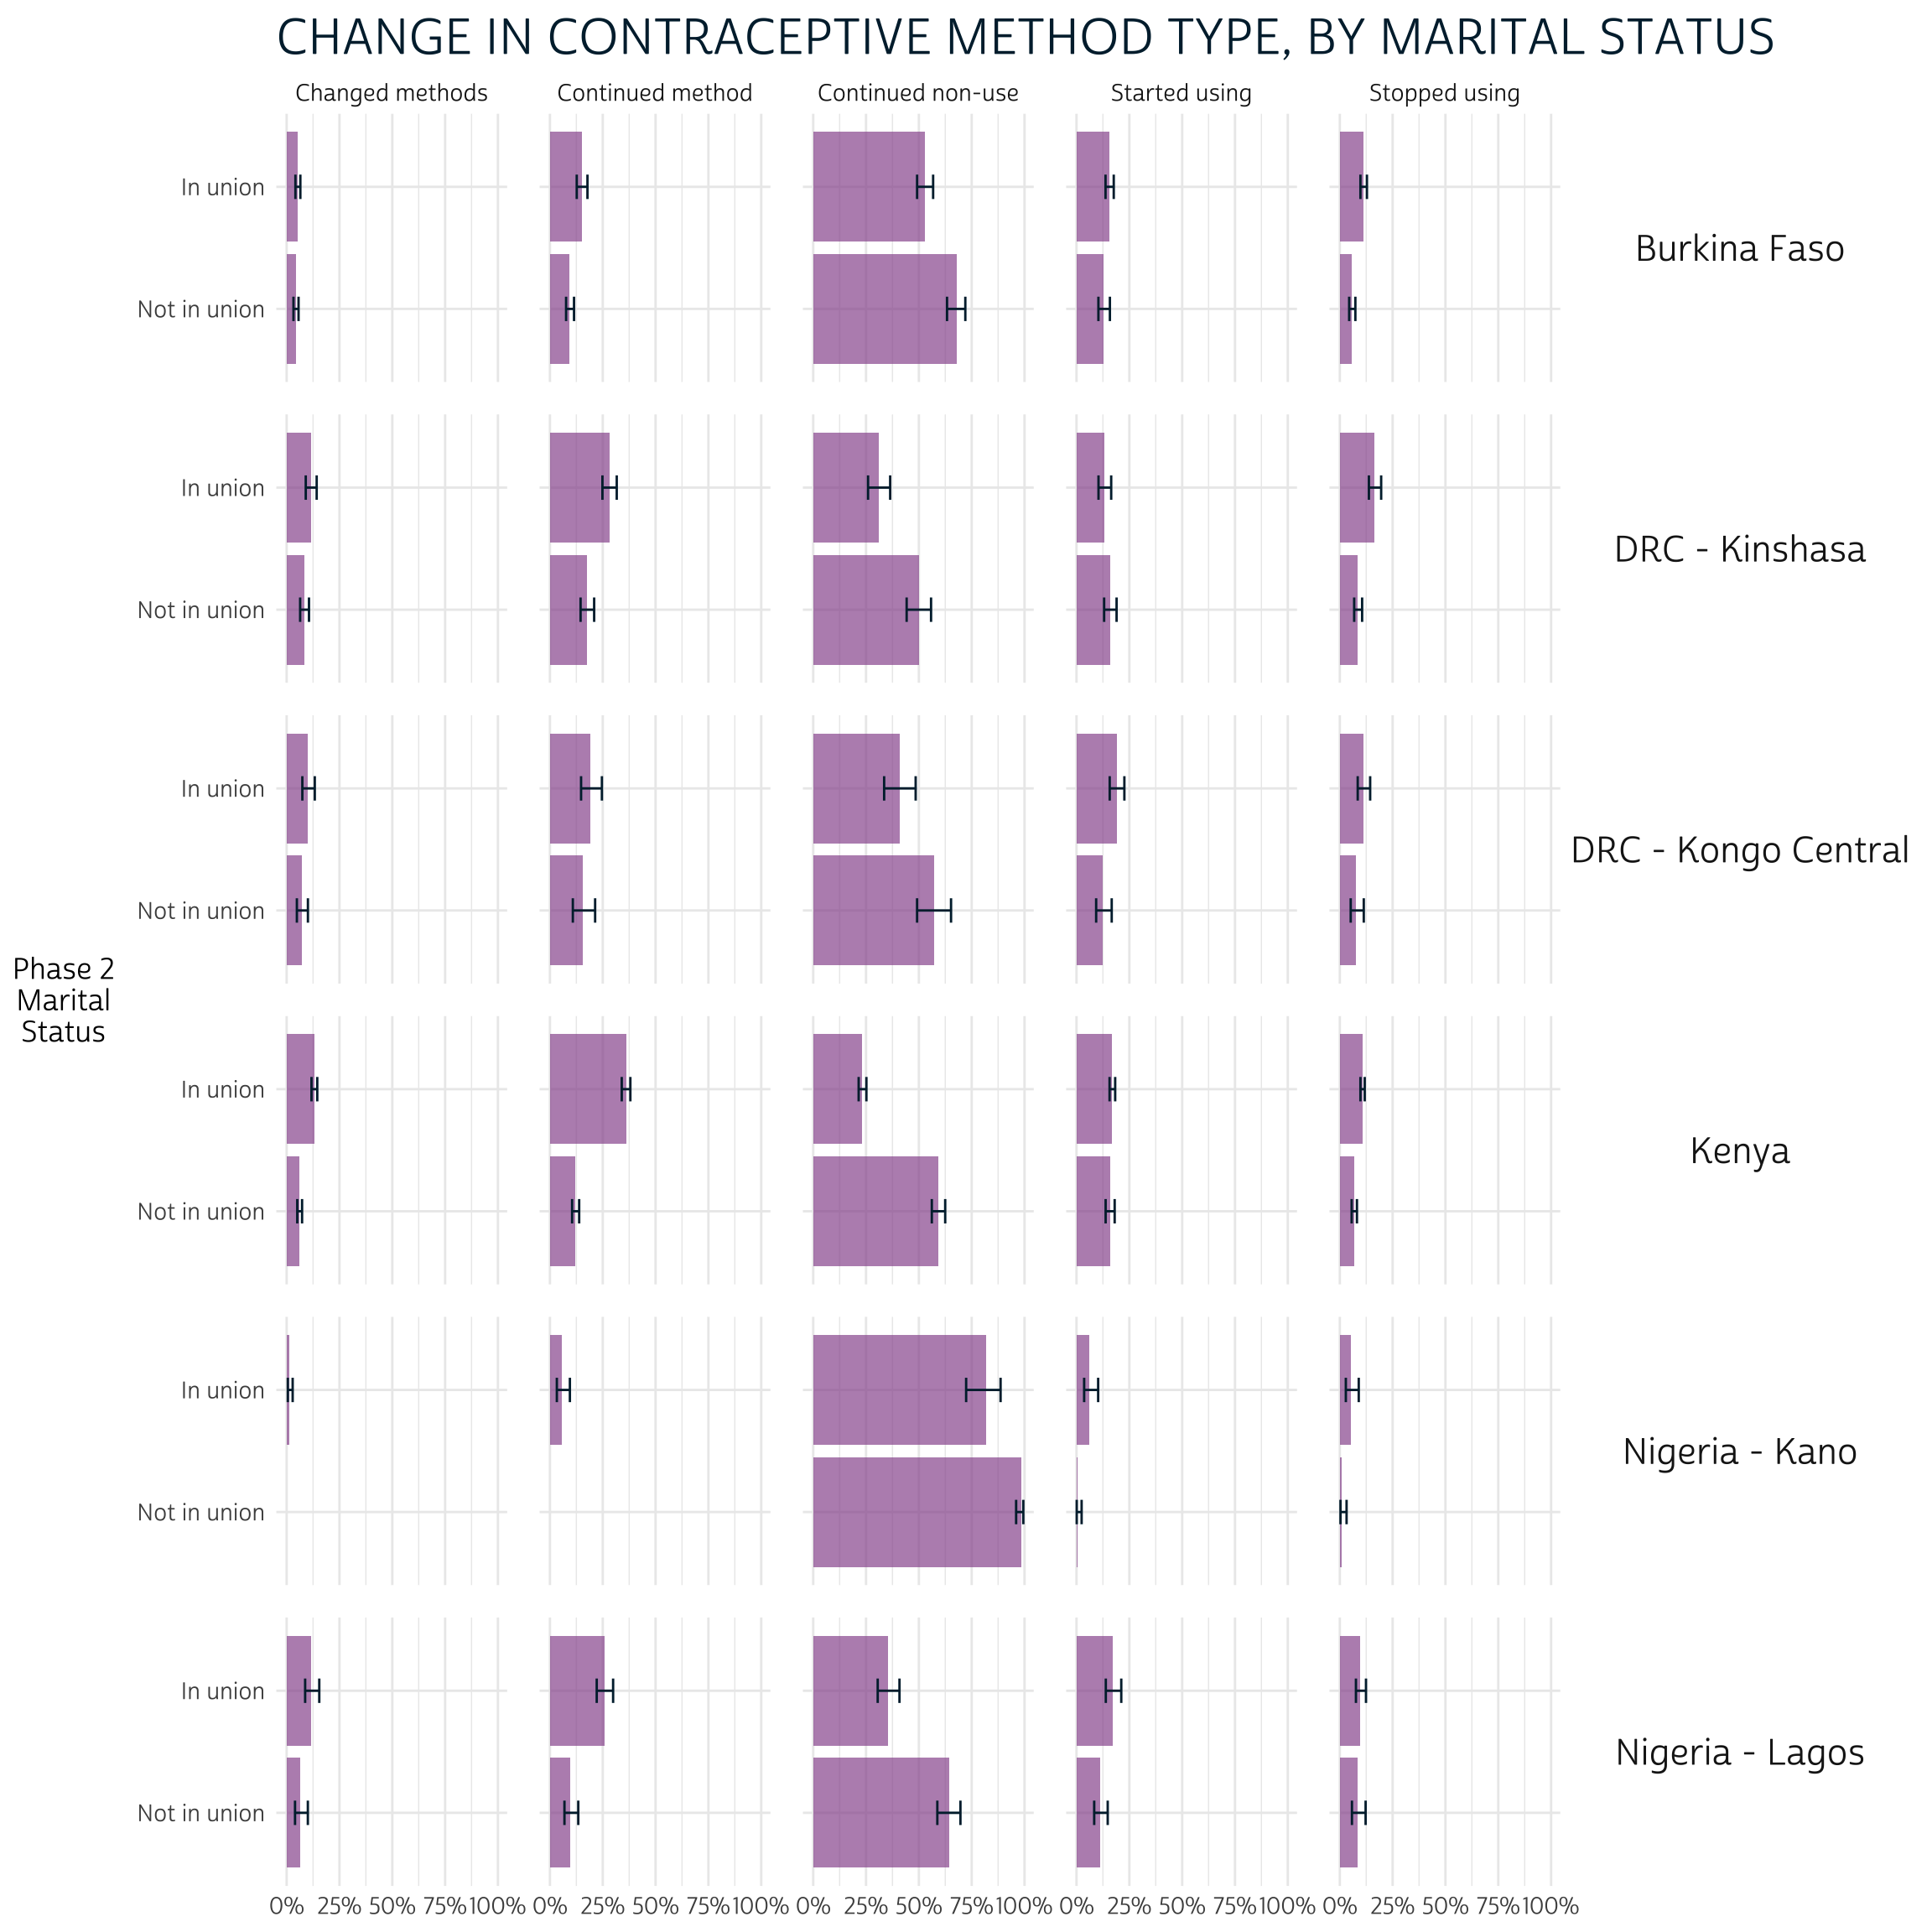 CHANGE IN CONTRACEPTIVE METHOD TYPE, BY MARITAL STATUS
Changed methods Continued method Continued non-use Started using Stopped using
In union
Not in union
Burkina Faso
In union
Not in union
DRC - Kinshasa
In union
Not in union
DRC - Kongo Central
Phase 2
Marital
Status
In union
Not in union
Kenya
In union
Not in union
Nigeria - Kano
In union
Not in union
Nigeria - Lagos
0% 25% 50% 75% 100% 0% 25% 50% 75% 100% 0% 25% 50% 75% 100% 0% 25% 50% 75% 100% 0% 25% 50% 75% 100%